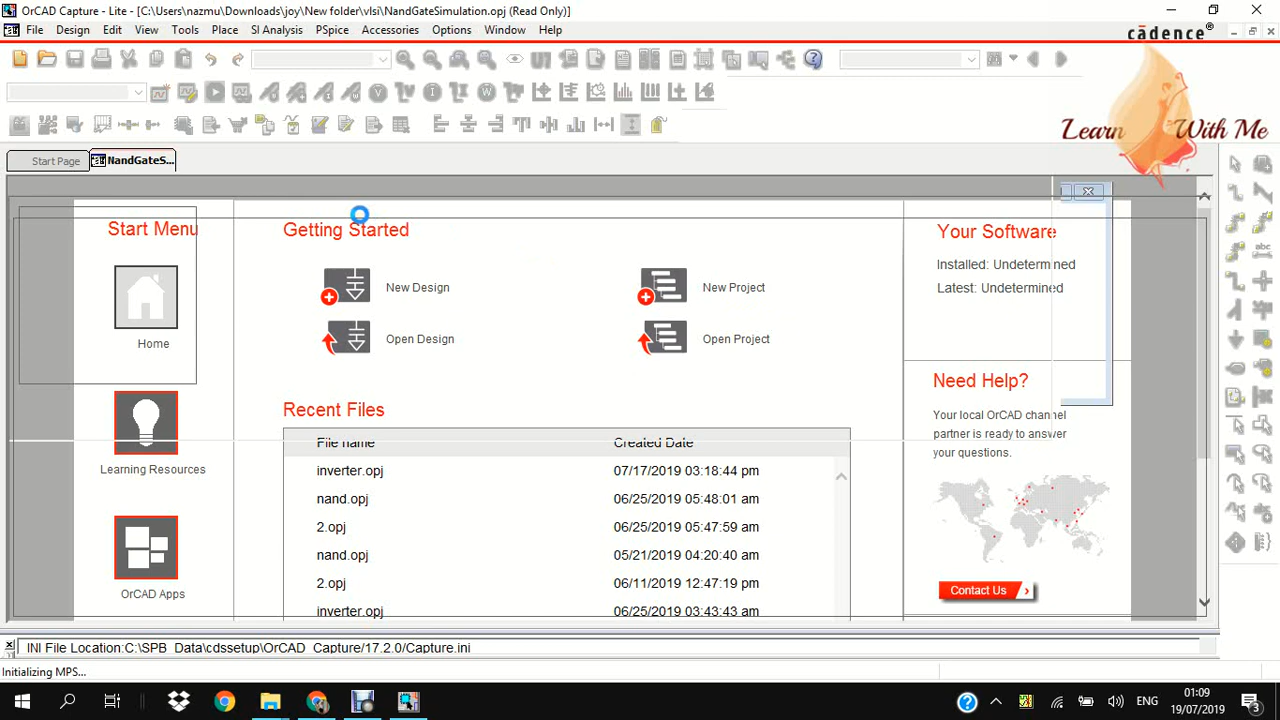 OrCAD Capture - Lite - [C:\Users\nazmu\Downloads\joy\New folder\vlsi\NandGateSimulation.opj (Read Only)]
File Design Edit View Tools Place SI Analysis PSpice Accessories Options Window Help
cādence®
Learn With Me
Start Page NandGateS...
Start Menu
Home
Learning Resources
OrCAD Apps
Getting Started
New Design New Project
Open Design Open Project
Recent Files
File name Created Date
inverter.opj 07/17/2019 03:18:44 pm
nand.opj 06/25/2019 05:48:01 am
2.opj 06/25/2019 05:47:59 am
nand.opj 05/21/2019 04:20:40 am
2.opj 06/11/2019 12:47:19 pm
inverter.opj 06/25/2019 03:43:43 am
Your Software
Installed: Undetermined
Latest: Undetermined
Need Help?
Your local OrCAD channel
partner is ready to answer
your questions.
Contact Us
INI File Location:C:\SPB_Data\cdssetup\OrCAD_Capture/17.2.0/Capture.ini
Initializing MPS...
ENG
01:09
19/07/2019
3